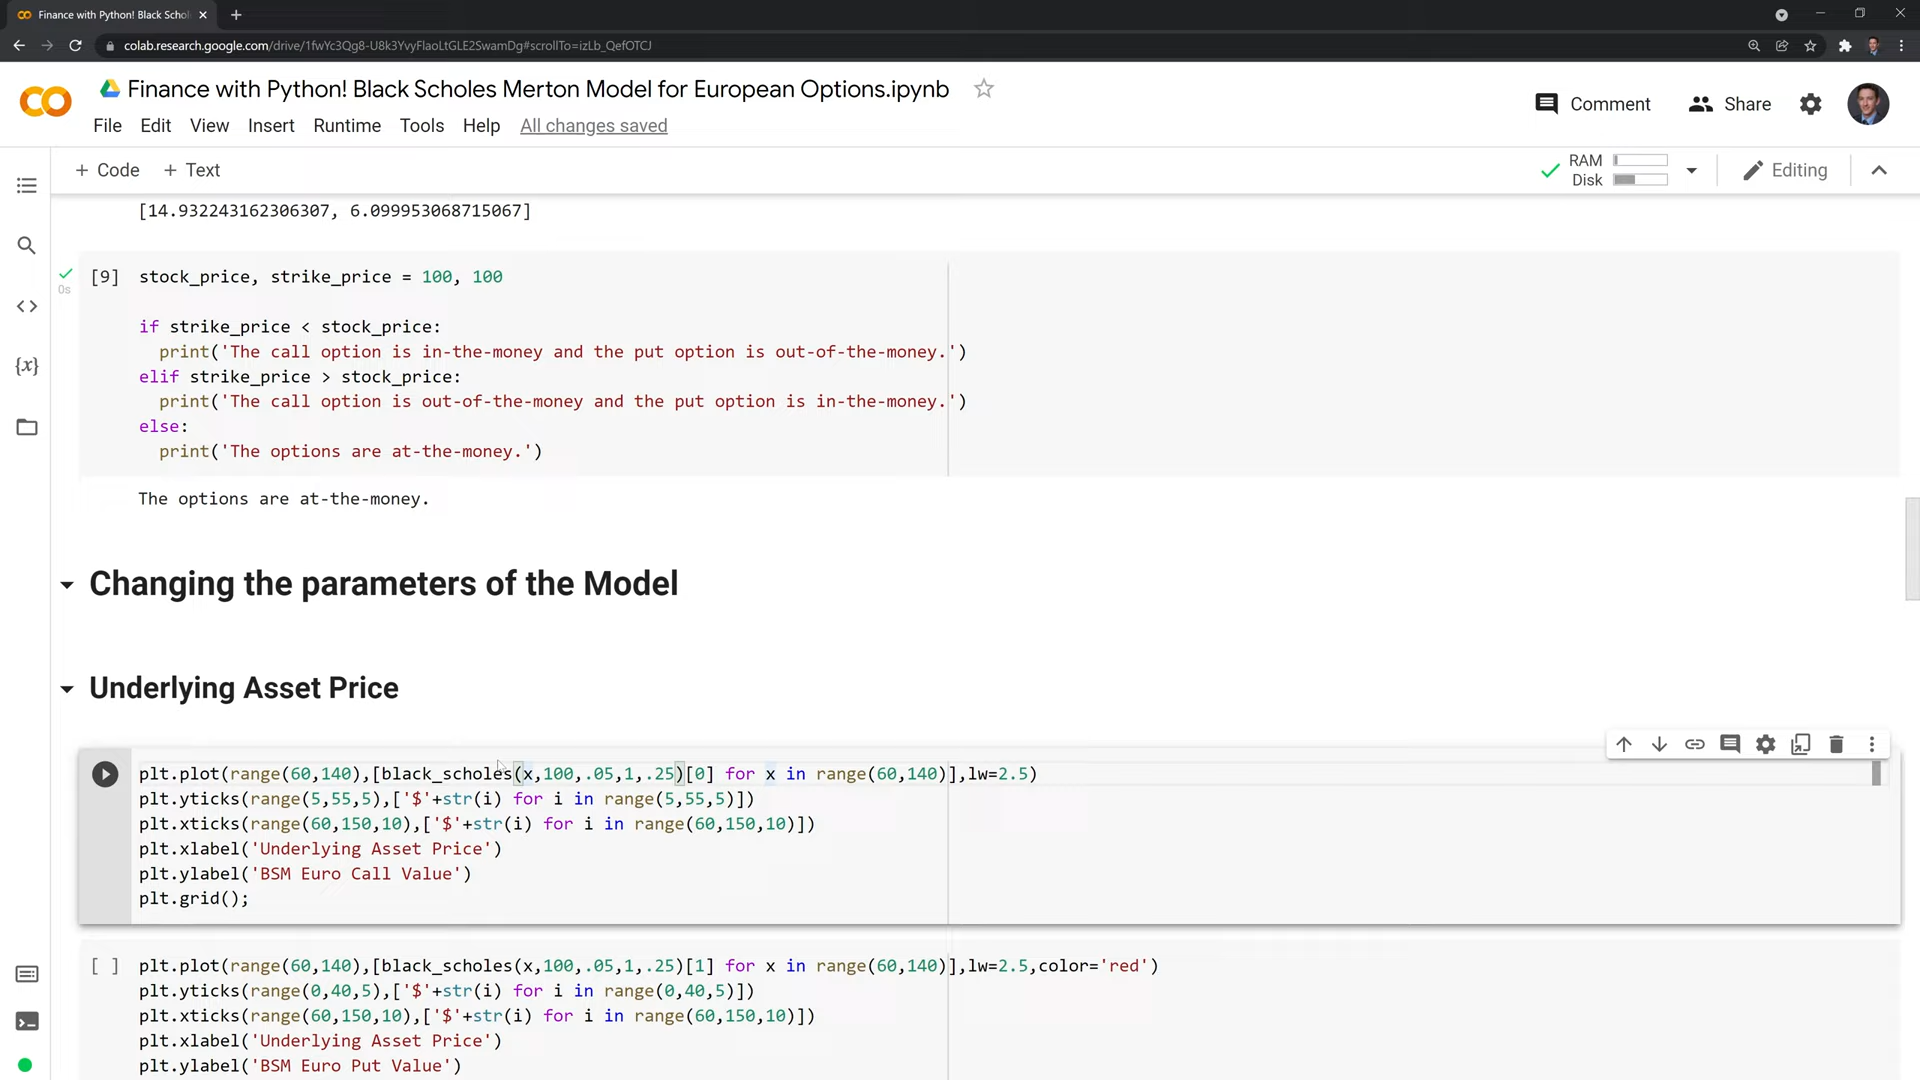 Finance with Python! Black Schol
colab.research.google.com/drive/1fwYc3Qg8-U8k3YvyFlaoLtGLE2SwamDg#scrollTo=izLb_QefOTCJ
Finance with Python! Black Scholes Merton Model for European Options.ipynb
Comment
Share
File Edit View Insert Runtime Tools Help All changes saved
+ Code + Text
RAM
Disk
Editing
[14.932243162306307, 6.099953068715067]
[9] stock_price, strike_price = 100, 100
0s
if strike_price < stock_price:
print('The call option is in-the-money and the put option is out-of-the-money.')
elif strike_price > stock_price:
print('The call option is out-of-the-money and the put option is in-the-money.')
else:
print('The options are at-the-money.')
The options are at-the-money.
Changing the parameters of the Model
Underlying Asset Price
plt.plot(range(60,140),[black_scholes(x,100,.05,1,.25)[0] for x in range(60,140)],lw=2.5)
plt.yticks(range(5,55,5),['$'+str(i) for i in range(5,55,5)])
plt.xticks(range(60,150,10),['$'+str(i) for i in range(60,150,10)])
plt.xlabel('Underlying Asset Price')
plt.ylabel('BSM Euro Call Value')
plt.grid();
[ ] plt.plot(range(60,140),[black_scholes(x,100,.05,1,.25)[1] for x in range(60,140)],lw=2.5,color='red')
plt.yticks(range(0,40,5),['$'+str(i) for i in range(0,40,5)])
plt.xticks(range(60,150,10),['$'+str(i) for i in range(60,150,10)])
plt.xlabel('Underlying Asset Price')
plt.ylabel('BSM Euro Put Value')